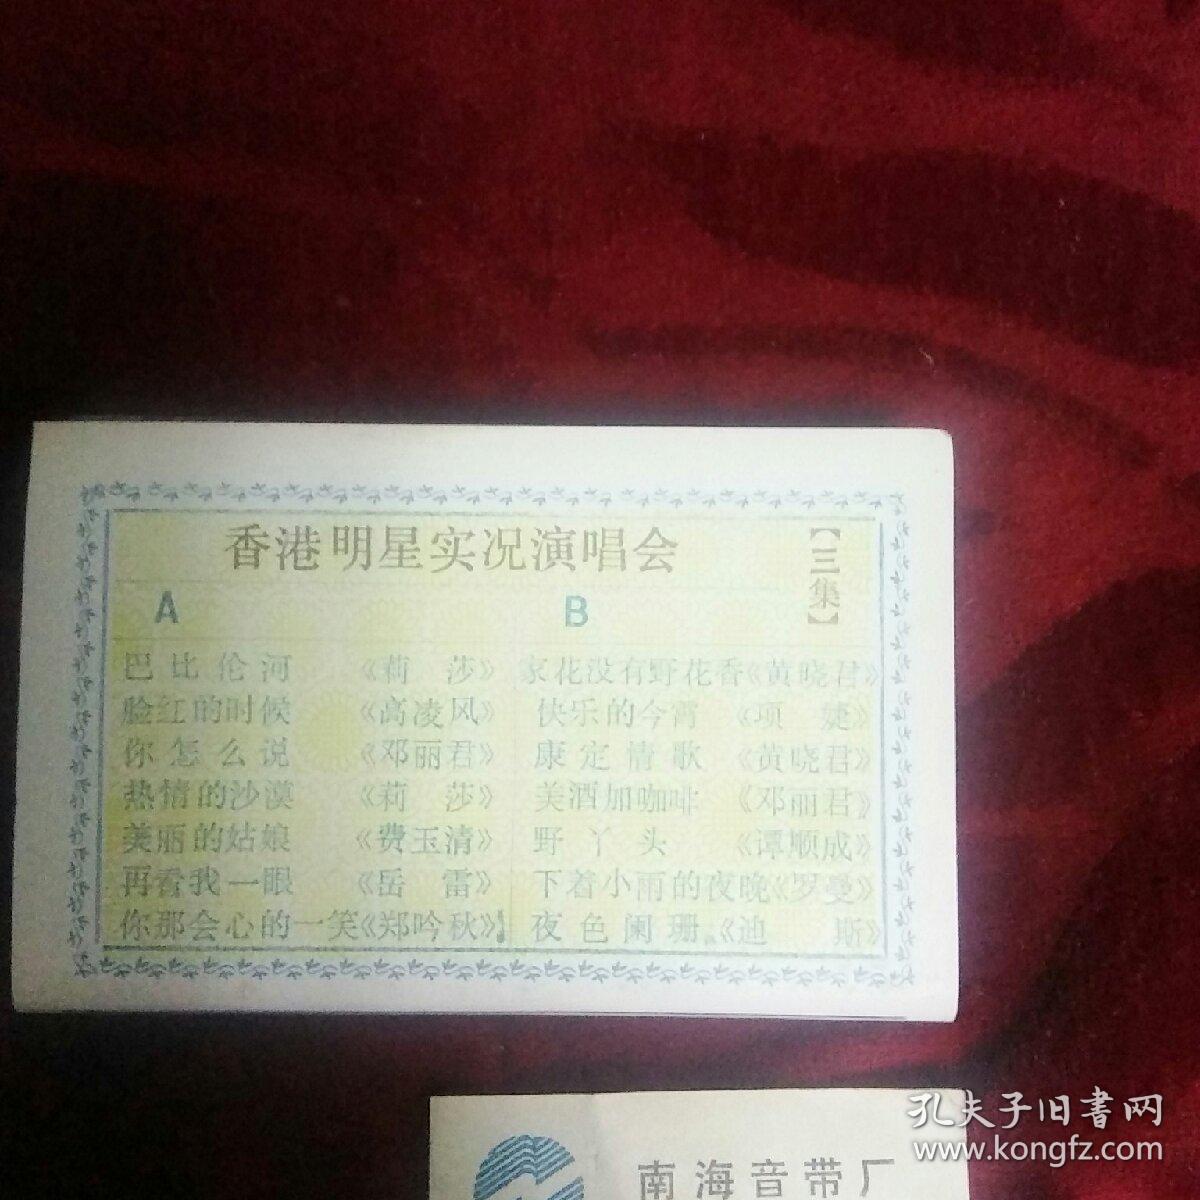 香港明星实况演唱会
【三集】
A
巴比伦河 《莉莎》
脸红的时候 《高凌风》
你怎么说 《邓丽君》
热情的沙漠 《莉莎》
美丽的姑娘 《费玉清》
再看我一眼 《岳雷》
你那会心的一笑《郑吟秋》
B
家花没有野花香《黄晓君》
快乐的今宵 《项婕》
康定情歌 《黄晓君》
美酒加咖啡 《邓丽君》
野丫头 《谭顺成》
下着小雨的夜晚《罗曼》
夜色阑珊《迪斯》
南海音带厂
孔夫子旧書网
www.kongfz.com